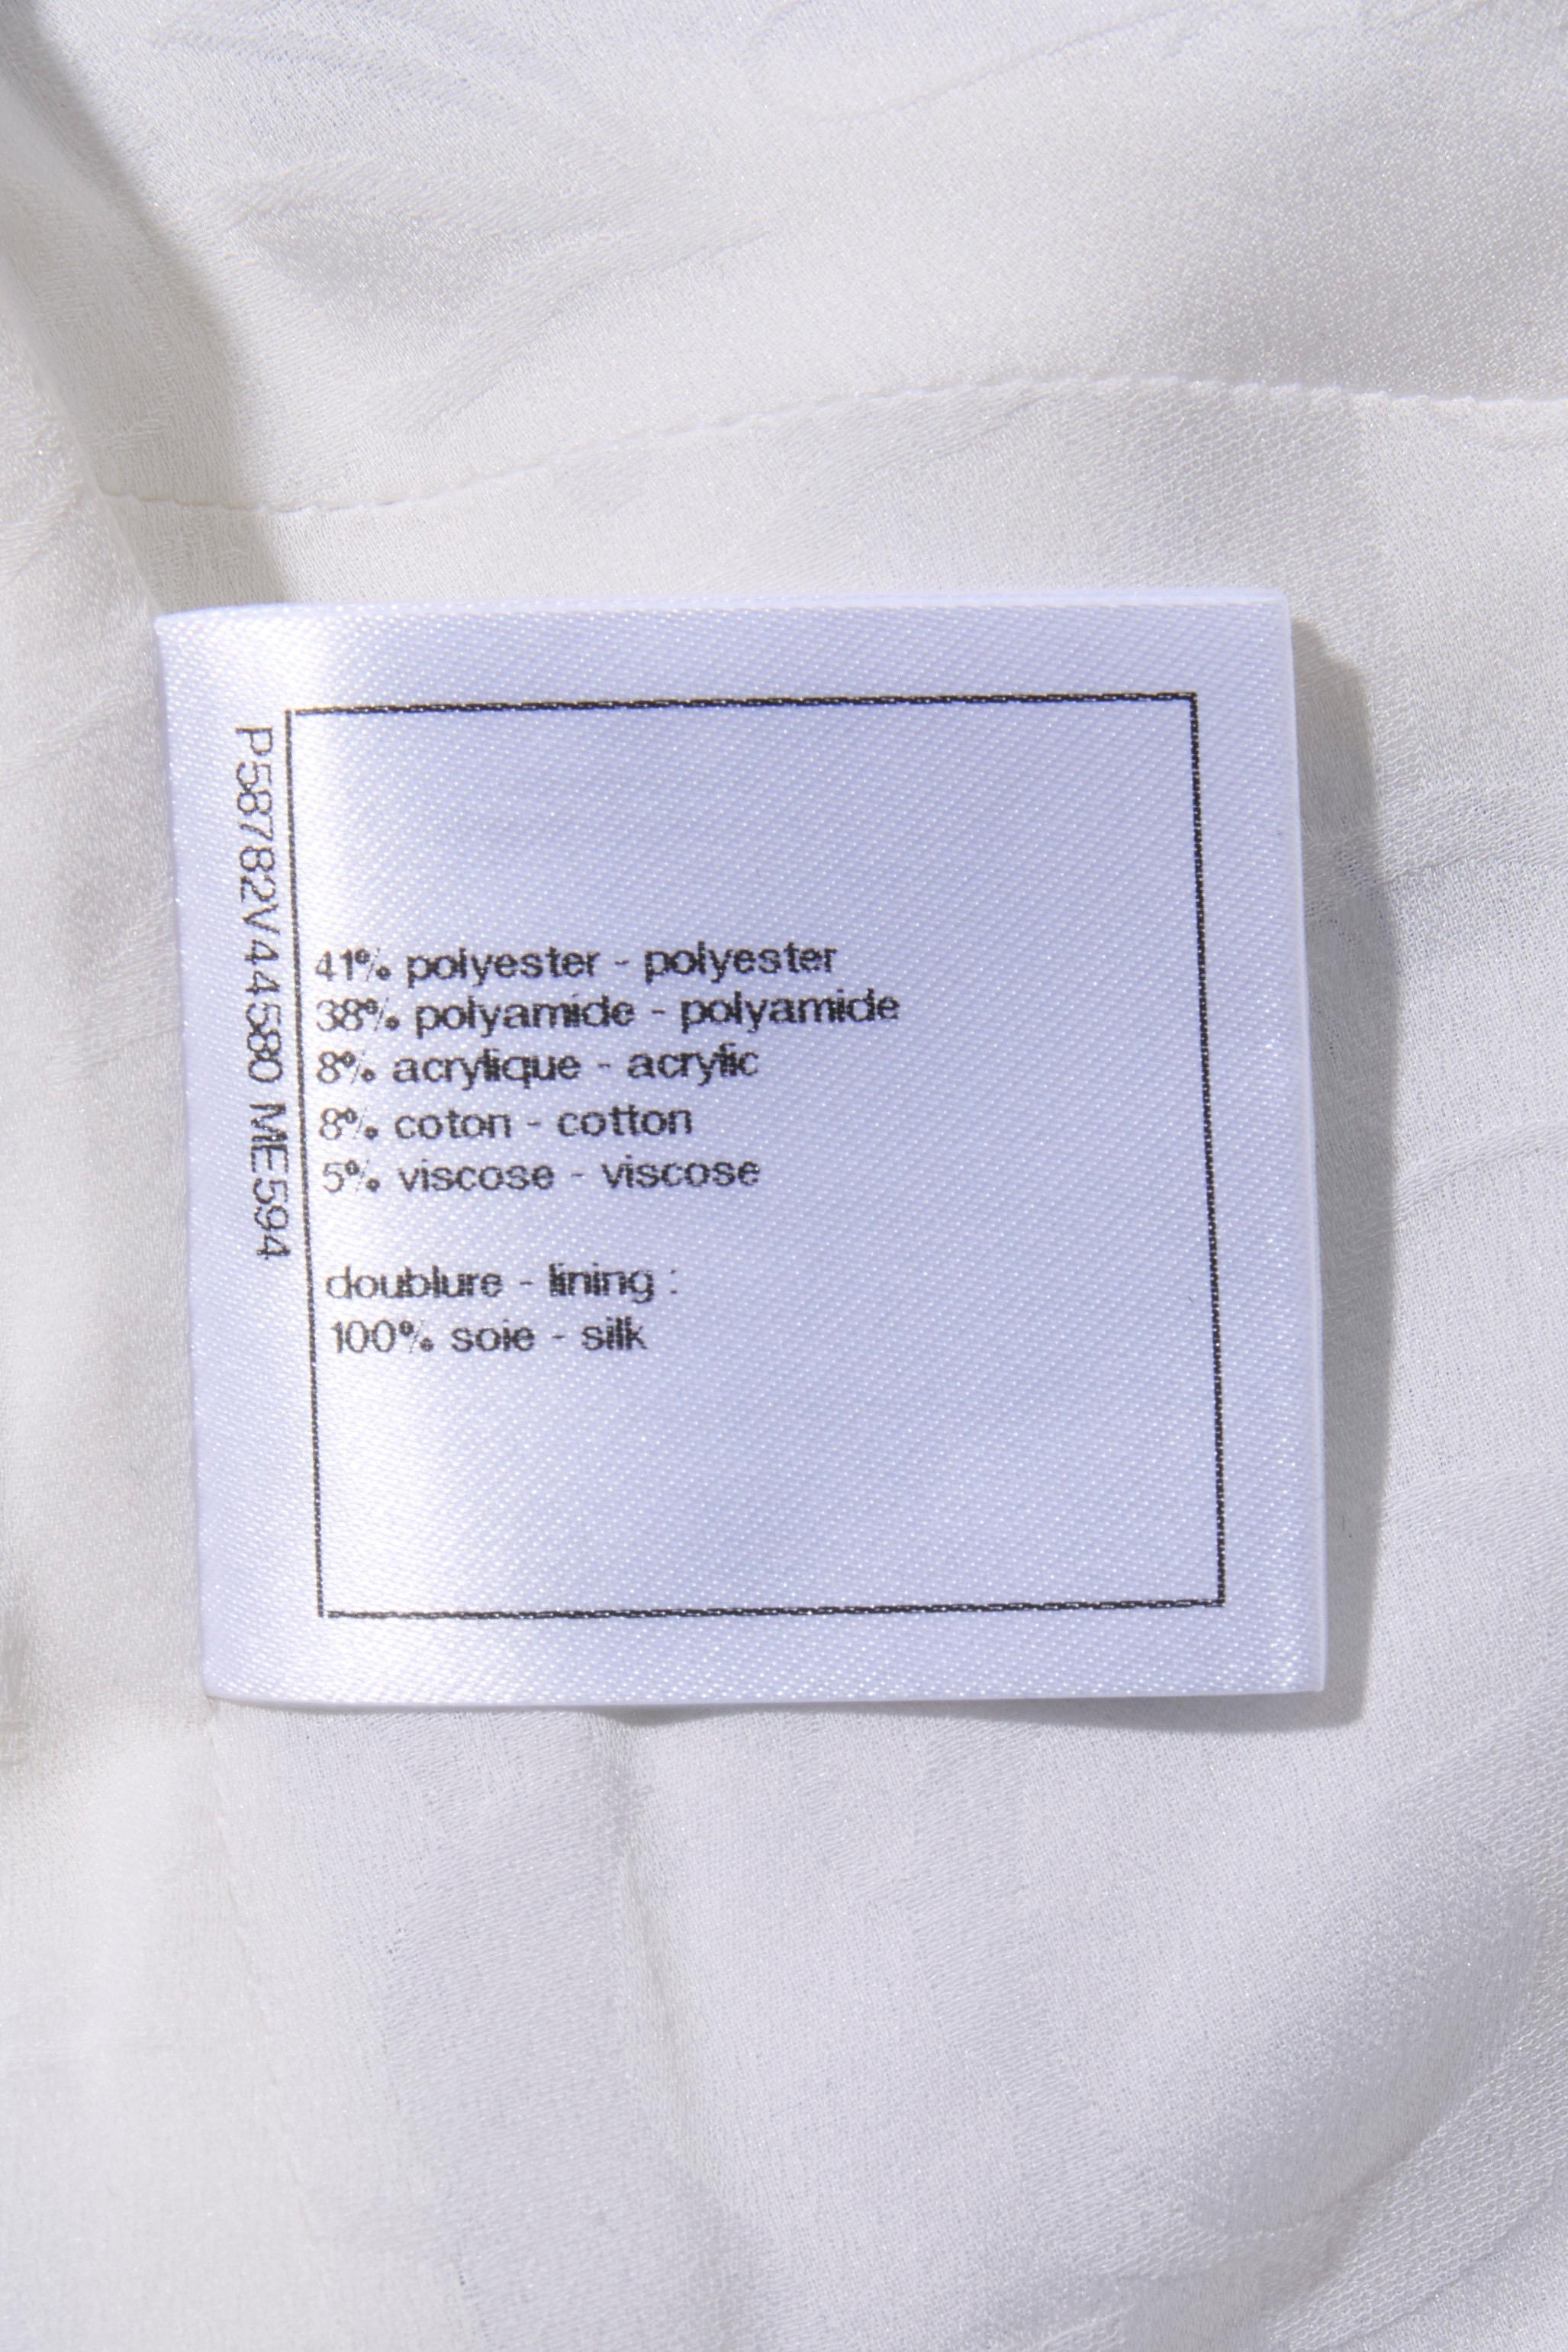 P58782V44580 ME594
41% polyester - polyester
38% polyamide - polyamide
8% acrylique - acrylic
8% coton - cotton
5% viscose - viscose
doublure - lining :
100% soie - silk